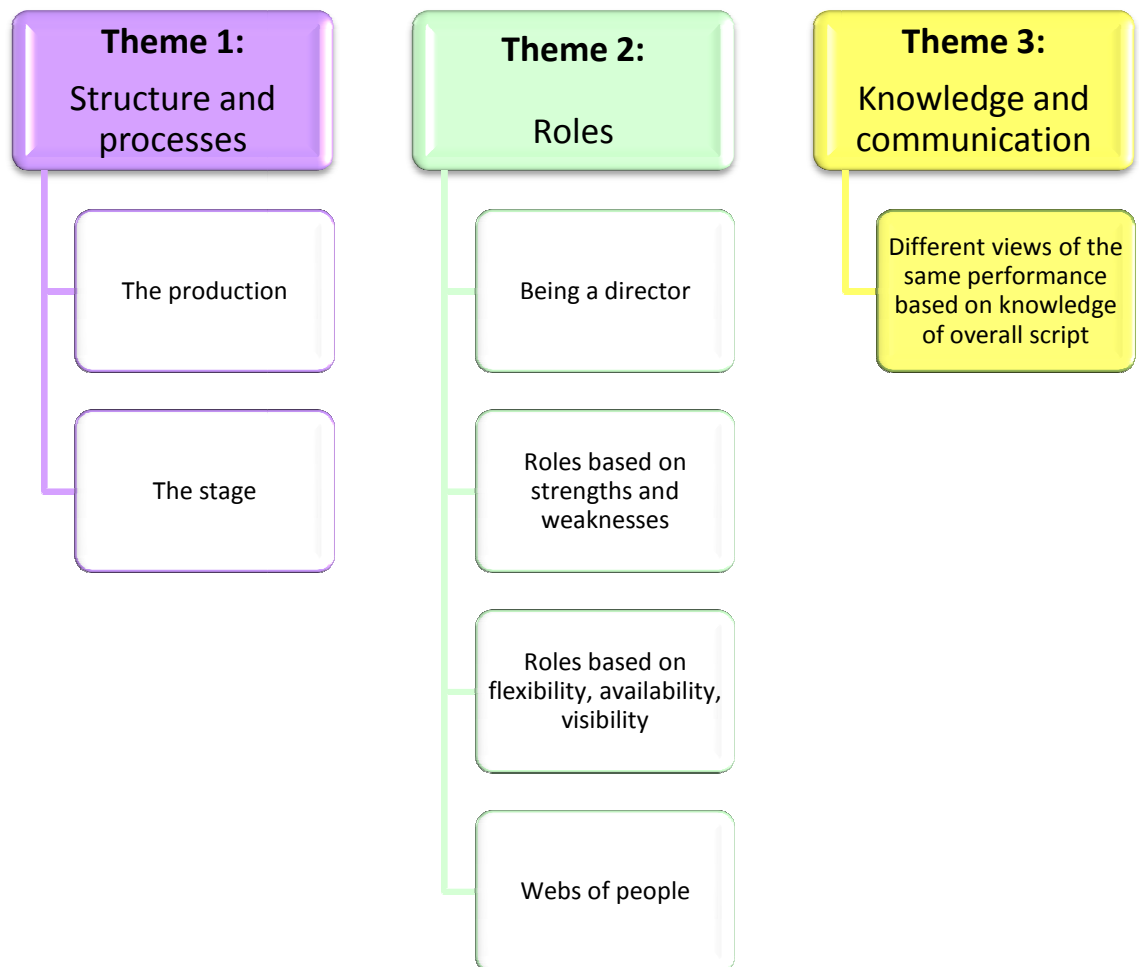 Theme 1:
Structure and
processes
The production
The stage
Theme 2:
Roles
Being a director
Roles based on
strengths and
weaknesses
Roles based on
flexibility, availability,
visibility
Webs of people
Theme 3:
Knowledge and
communication
Different views of the
same performance
based on knowledge
of overall script